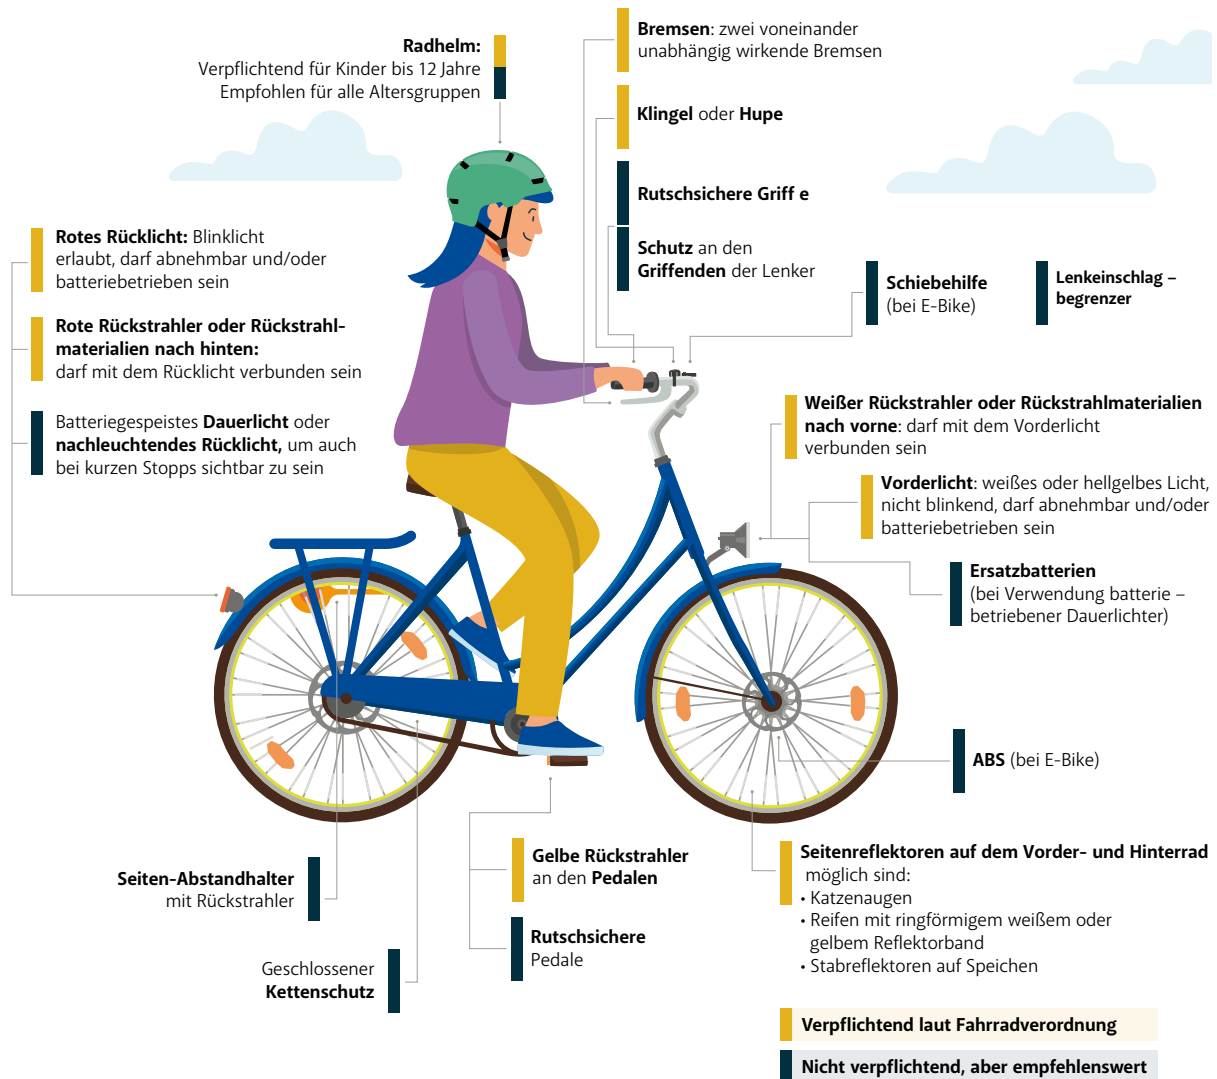 Radhelm:
Verpflichtend für Kinder bis 12 Jahre
Empfohlen für alle Altersgruppen
Bremsen: zwei voneinander
unabhängig wirkende Bremsen
Klingel oder Hupe
Rutschsichere Griff e
Schutz an den
Griffenden der Lenker
Schiebehilfe
(bei E-Bike)
Lenkeinschlag –
begrenzer
Rotes Rücklicht: Blinklicht
erlaubt, darf abnehmbar und/oder
batteriebetrieben sein
Rote Rückstrahler oder Rückstrahl-
materialien nach hinten:
darf mit dem Rücklicht verbunden sein
Batteriegespeistes Dauerlicht oder
nachleuchtendes Rücklicht, um auch
bei kurzen Stopps sichtbar zu sein
Weißer Rückstrahler oder Rückstrahlmaterialien
nach vorne: darf mit dem Vorderlicht
verbunden sein
Vorderlicht: weißes oder hellgelbes Licht,
nicht blinkend, darf abnehmbar und/oder
batteriebetrieben sein
Ersatzbatterien
(bei Verwendung batterie –
betriebener Dauerlichter)
ABS (bei E-Bike)
Seiten-Abstandhalter
mit Rückstrahler
Geschlossener
Kettenschutz
Gelbe Rückstrahler
an den Pedalen
Rutschsichere
Pedale
Seitenreflektoren auf dem Vorder- und Hinterrad
möglich sind:
• Katzenaugen
• Reifen mit ringförmigem weißem oder
gelbem Reflektorband
• Stabreflektoren auf Speichen
Verpflichtend laut Fahrradverordnung
Nicht verpflichtend, aber empfehlenswert